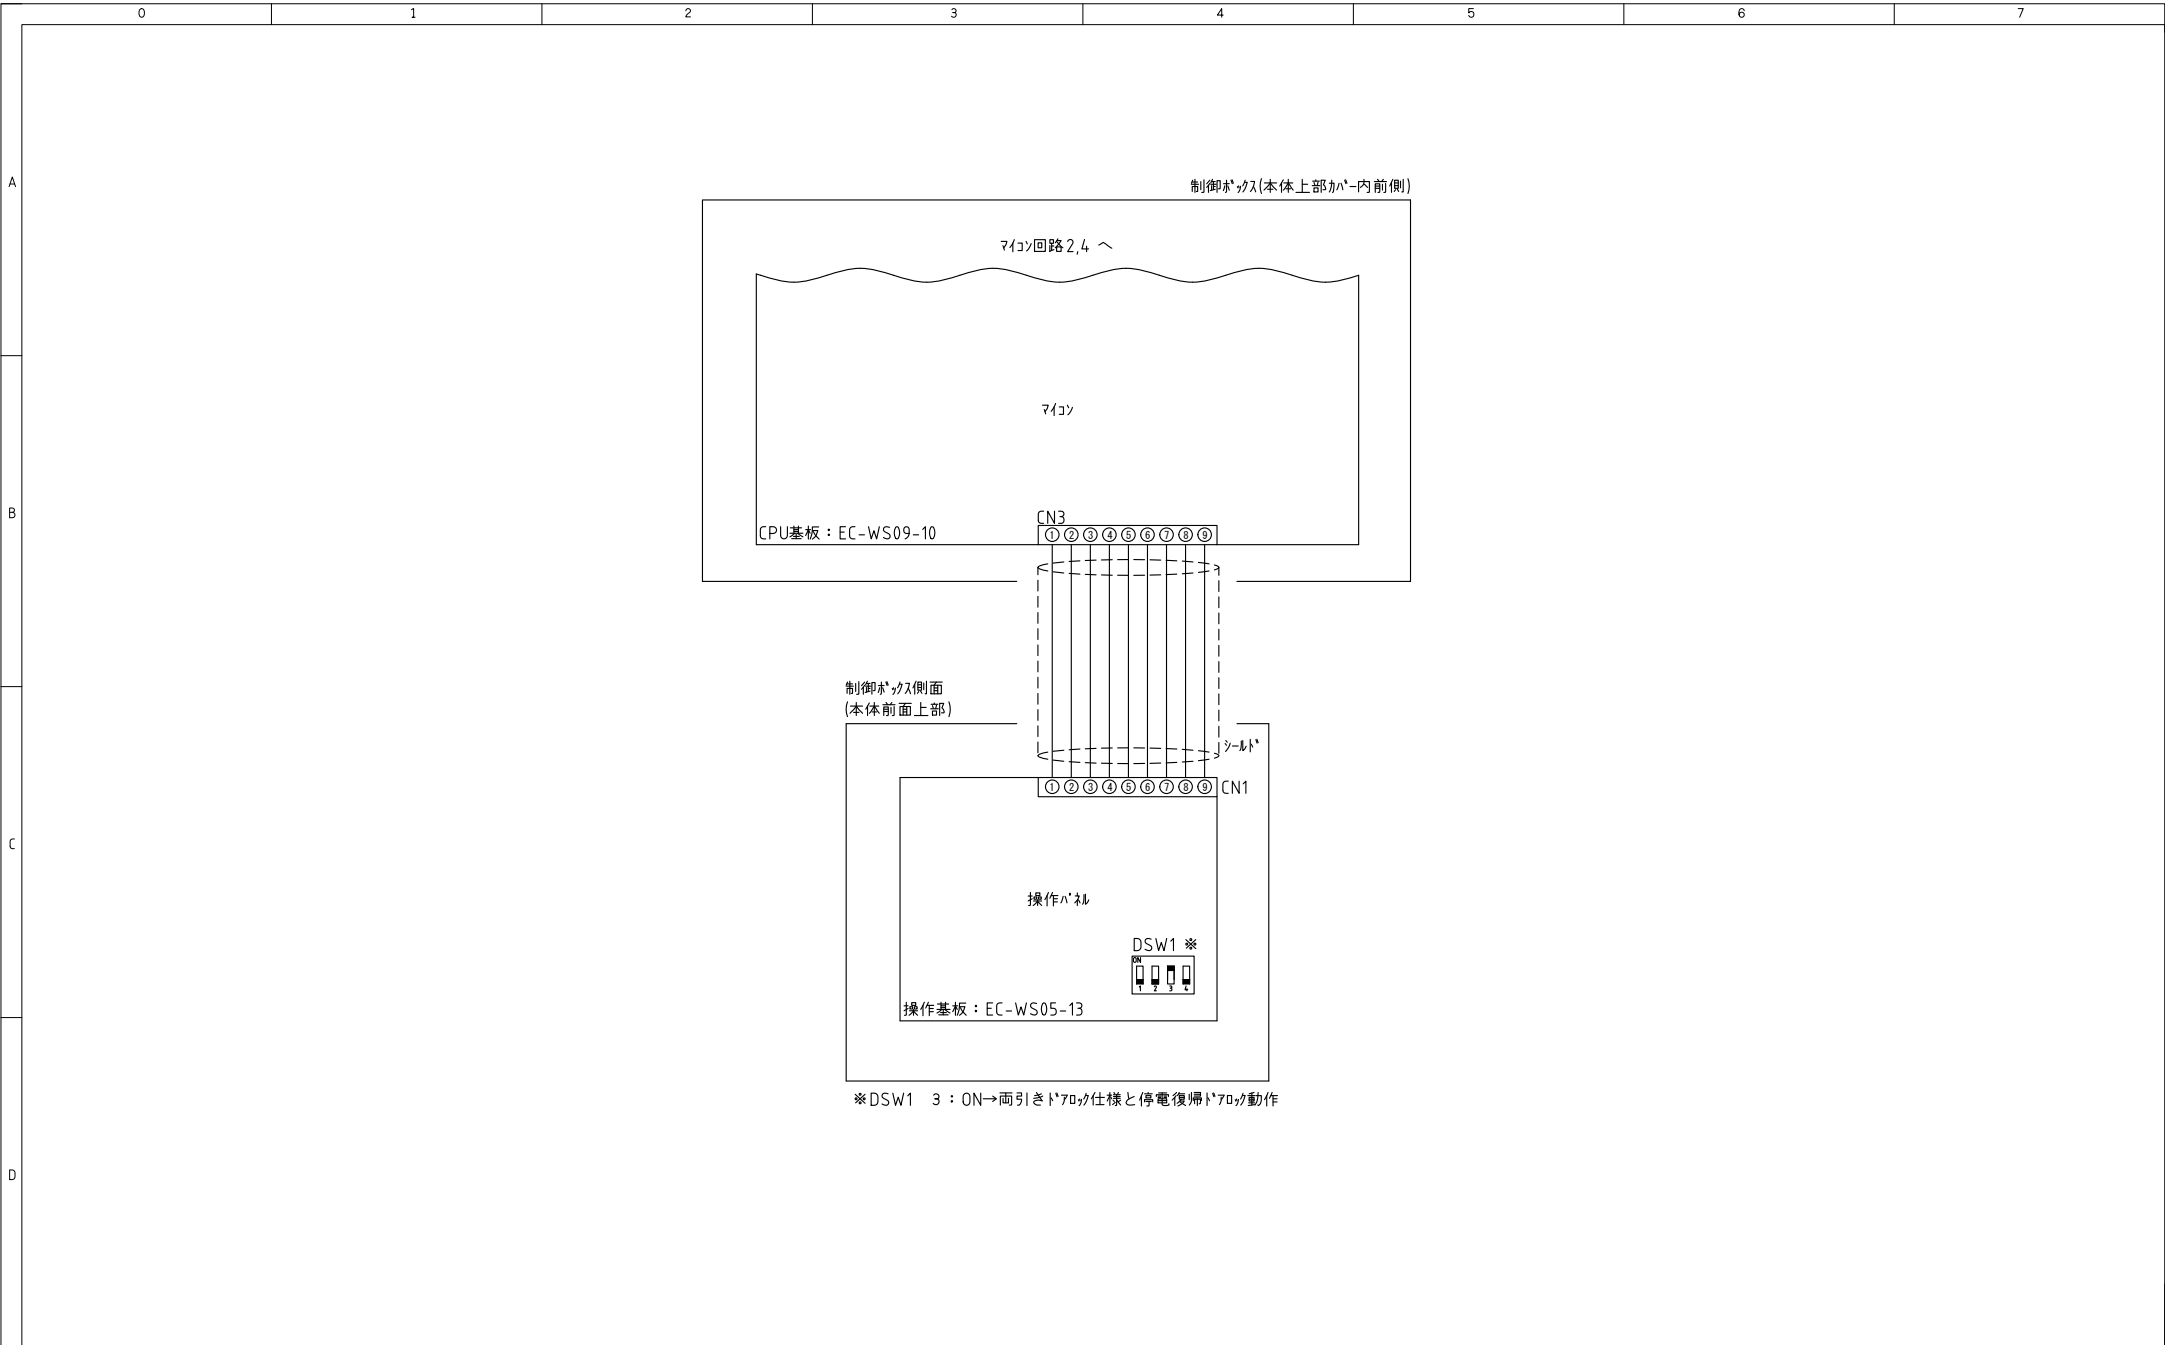 0 1 2 3 4 5 6 7
A
制御ﾎﾞｯｸｽ(本体上部ｶﾊﾞｰ内前側)
ﾏｲｺﾝ回路2,4 へ
ﾏｲｺﾝ
B
CN3
CPU基板：EC-WS09-10
①②③④⑤⑥⑦⑧⑨
制御ﾎﾞｯｸｽ側面
(本体前面上部)
ｼｰﾙﾄﾞ
①②③④⑤⑥⑦⑧⑨ CN1
C
操作ﾊﾟﾈﾙ
DSW1 ※
ON
1 2 3 4
操作基板：EC-WS05-13
※DSW1　3：ON→両引きﾄﾞｱﾛｯｸ仕様と停電復帰ﾄﾞｱﾛｯｸ動作
D